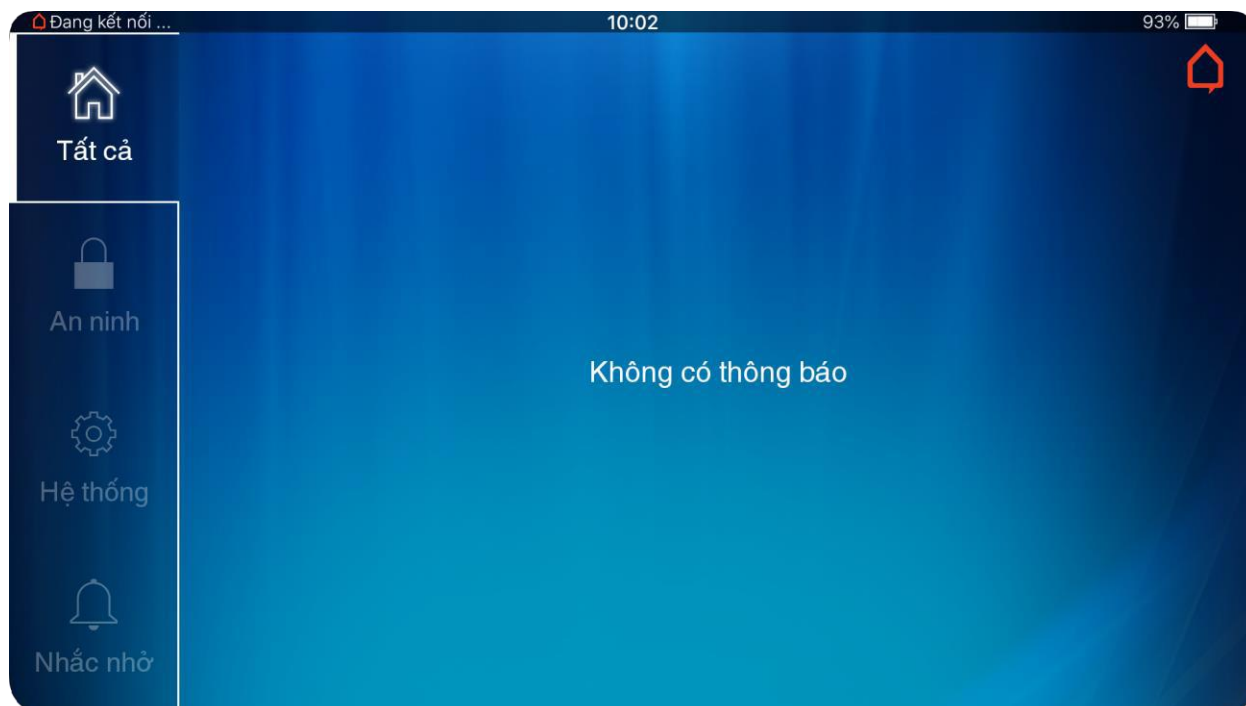 Đang kết nối ...
10:02
93%
Tất cả
An ninh
Không có thông báo
Hệ thống
Nhắc nhở